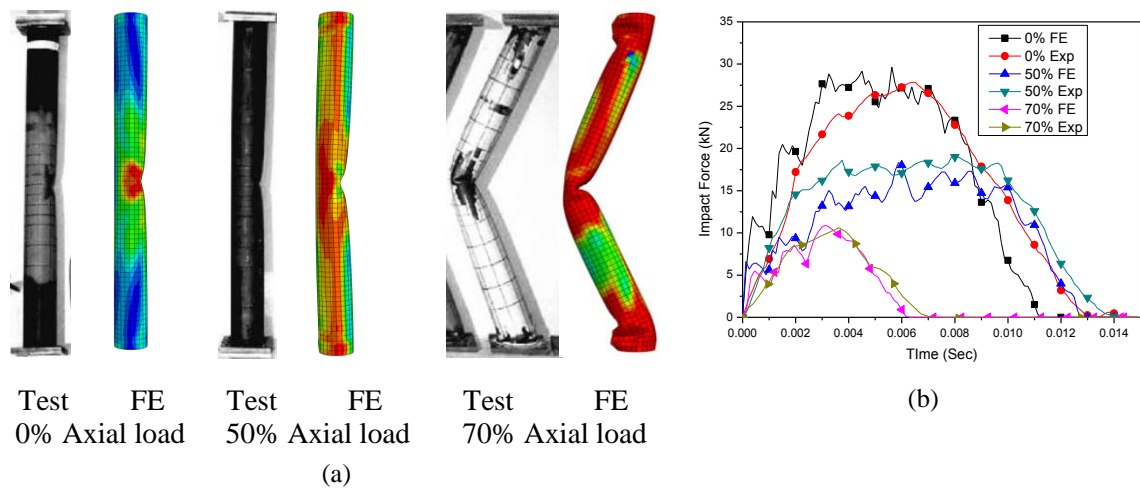 Test FE
0% Axial load
Test FE
50% Axial load
Test FE
70% Axial load
(a)
Impact Force (kN)
35
30
25
20
15
10
5
0
0.000 0.002 0.004 0.006 0.008 0.010 0.012 0.014
TIme (Sec)
0% FE
0% Exp
50% FE
50% Exp
70% FE
70% Exp
(b)